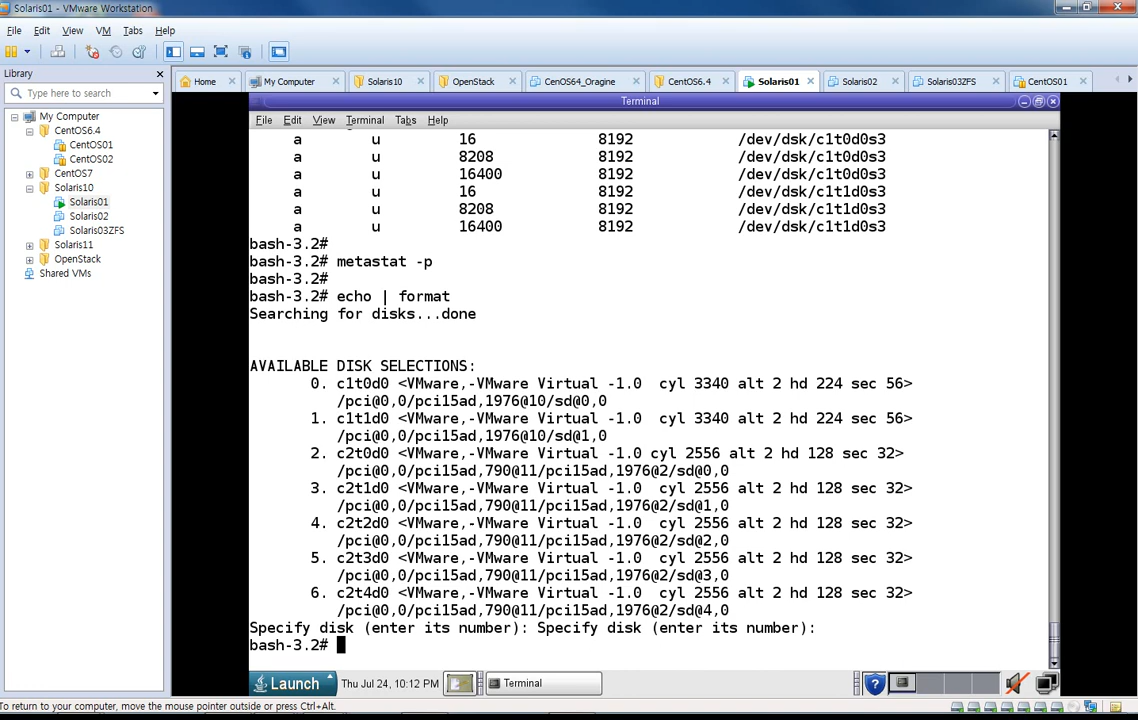 Solaris01 - VMware Workstation
File Edit View VM Tabs Help
Library
Type here to search
My Computer
CentOS6.4
CentOS01
CentOS02
CentOS7
Solaris10
Solaris01
Solaris02
Solaris03ZFS
Solaris11
OpenStack
Shared VMs
Home My Computer Solaris10 OpenStack CenOS64_Oragine CentOS6.4 Solaris01 Solaris02 Solaris03ZFS CentOS01
Terminal
File Edit View Terminal Tabs Help
a u 16 8192 /dev/dsk/c1t0d0s3
a u 8208 8192 /dev/dsk/c1t0d0s3
a u 16400 8192 /dev/dsk/c1t0d0s3
a u 16 8192 /dev/dsk/c1t1d0s3
a u 8208 8192 /dev/dsk/c1t1d0s3
a u 16400 8192 /dev/dsk/c1t1d0s3
bash-3.2#
bash-3.2# metastat -p
bash-3.2#
bash-3.2# echo | format
Searching for disks...done
AVAILABLE DISK SELECTIONS:
0. c1t0d0 <VMware,-VMware Virtual -1.0 cyl 3340 alt 2 hd 224 sec 56>
/pci@0,0/pci15ad,1976@10/sd@0,0
1. c1t1d0 <VMware,-VMware Virtual -1.0 cyl 3340 alt 2 hd 224 sec 56>
/pci@0,0/pci15ad,1976@10/sd@1,0
2. c2t0d0 <VMware,-VMware Virtual -1.0 cyl 2556 alt 2 hd 128 sec 32>
/pci@0,0/pci15ad,790@11/pci15ad,1976@2/sd@0,0
3. c2t1d0 <VMware,-VMware Virtual -1.0 cyl 2556 alt 2 hd 128 sec 32>
/pci@0,0/pci15ad,790@11/pci15ad,1976@2/sd@1,0
4. c2t2d0 <VMware,-VMware Virtual -1.0 cyl 2556 alt 2 hd 128 sec 32>
/pci@0,0/pci15ad,790@11/pci15ad,1976@2/sd@2,0
5. c2t3d0 <VMware,-VMware Virtual -1.0 cyl 2556 alt 2 hd 128 sec 32>
/pci@0,0/pci15ad,790@11/pci15ad,1976@2/sd@3,0
6. c2t4d0 <VMware,-VMware Virtual -1.0 cyl 2556 alt 2 hd 128 sec 32>
/pci@0,0/pci15ad,790@11/pci15ad,1976@2/sd@4,0
Specify disk (enter its number): Specify disk (enter its number):
bash-3.2#
Launch Thu Jul 24, 10:12 PM Terminal
To return to your computer, move the mouse pointer outside or press Ctrl+Alt.